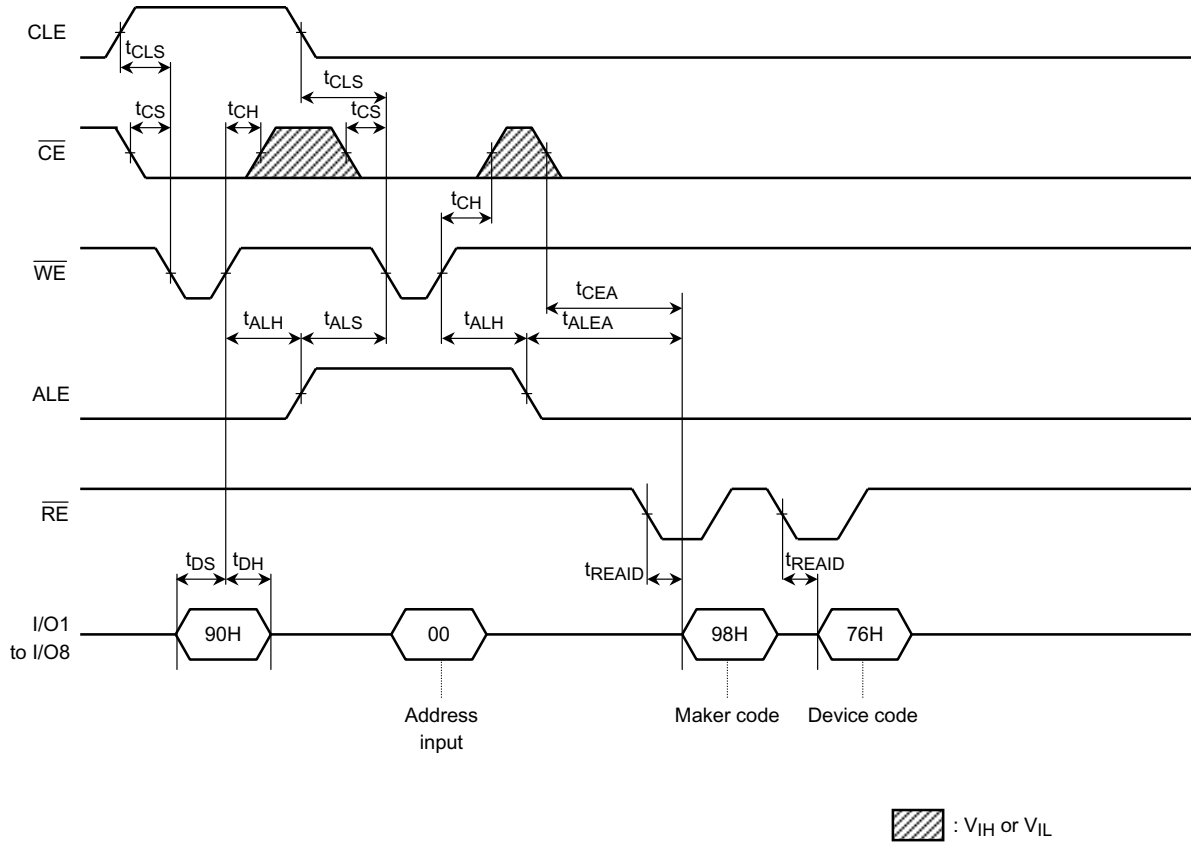 CLE
tCLS
tCLS
tCS
tCH
tCS
CE
tCH
WE
tCEA
tALH
tALS
tALH
tALEA
ALE
RE
tDS
tDH
tREAID
tREAID
I/O1
to I/O8
90H
00
98H
76H
Address
input
Maker code
Device code
: VIH or VIL